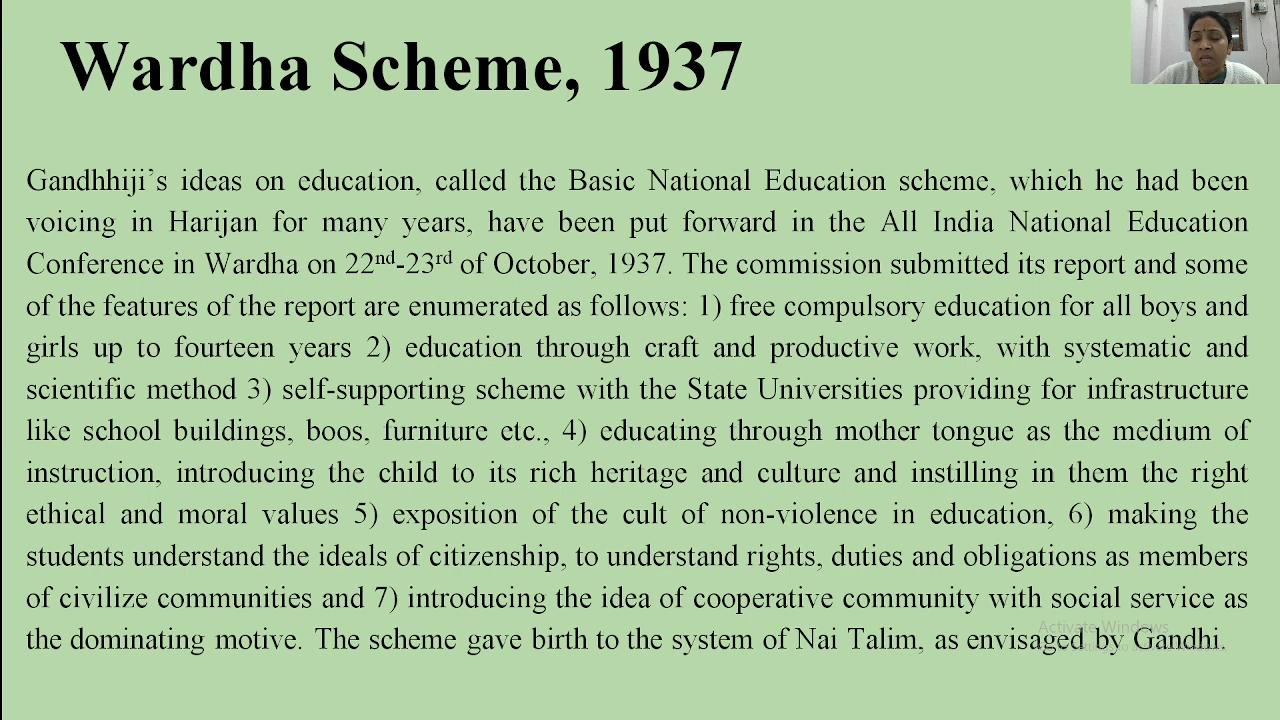 Wardha Scheme, 1937
Gandhhiji’s ideas on education, called the Basic National Education scheme, which he had been
voicing in Harijan for many years, have been put forward in the All India National Education
Conference in Wardha on 22nd-23rd of October, 1937. The commission submitted its report and some
of the features of the report are enumerated as follows: 1) free compulsory education for all boys and
girls up to fourteen years 2) education through craft and productive work, with systematic and
scientific method 3) self-supporting scheme with the State Universities providing for infrastructure
like school buildings, boos, furniture etc., 4) educating through mother tongue as the medium of
instruction, introducing the child to its rich heritage and culture and instilling in them the right
ethical and moral values 5) exposition of the cult of non-violence in education, 6) making the
students understand the ideals of citizenship, to understand rights, duties and obligations as members
of civilize communities and 7) introducing the idea of cooperative community with social service as
the dominating motive. The scheme gave birth to the system of Nai Talim, as envisaged by Gandhi.
Activate Windows